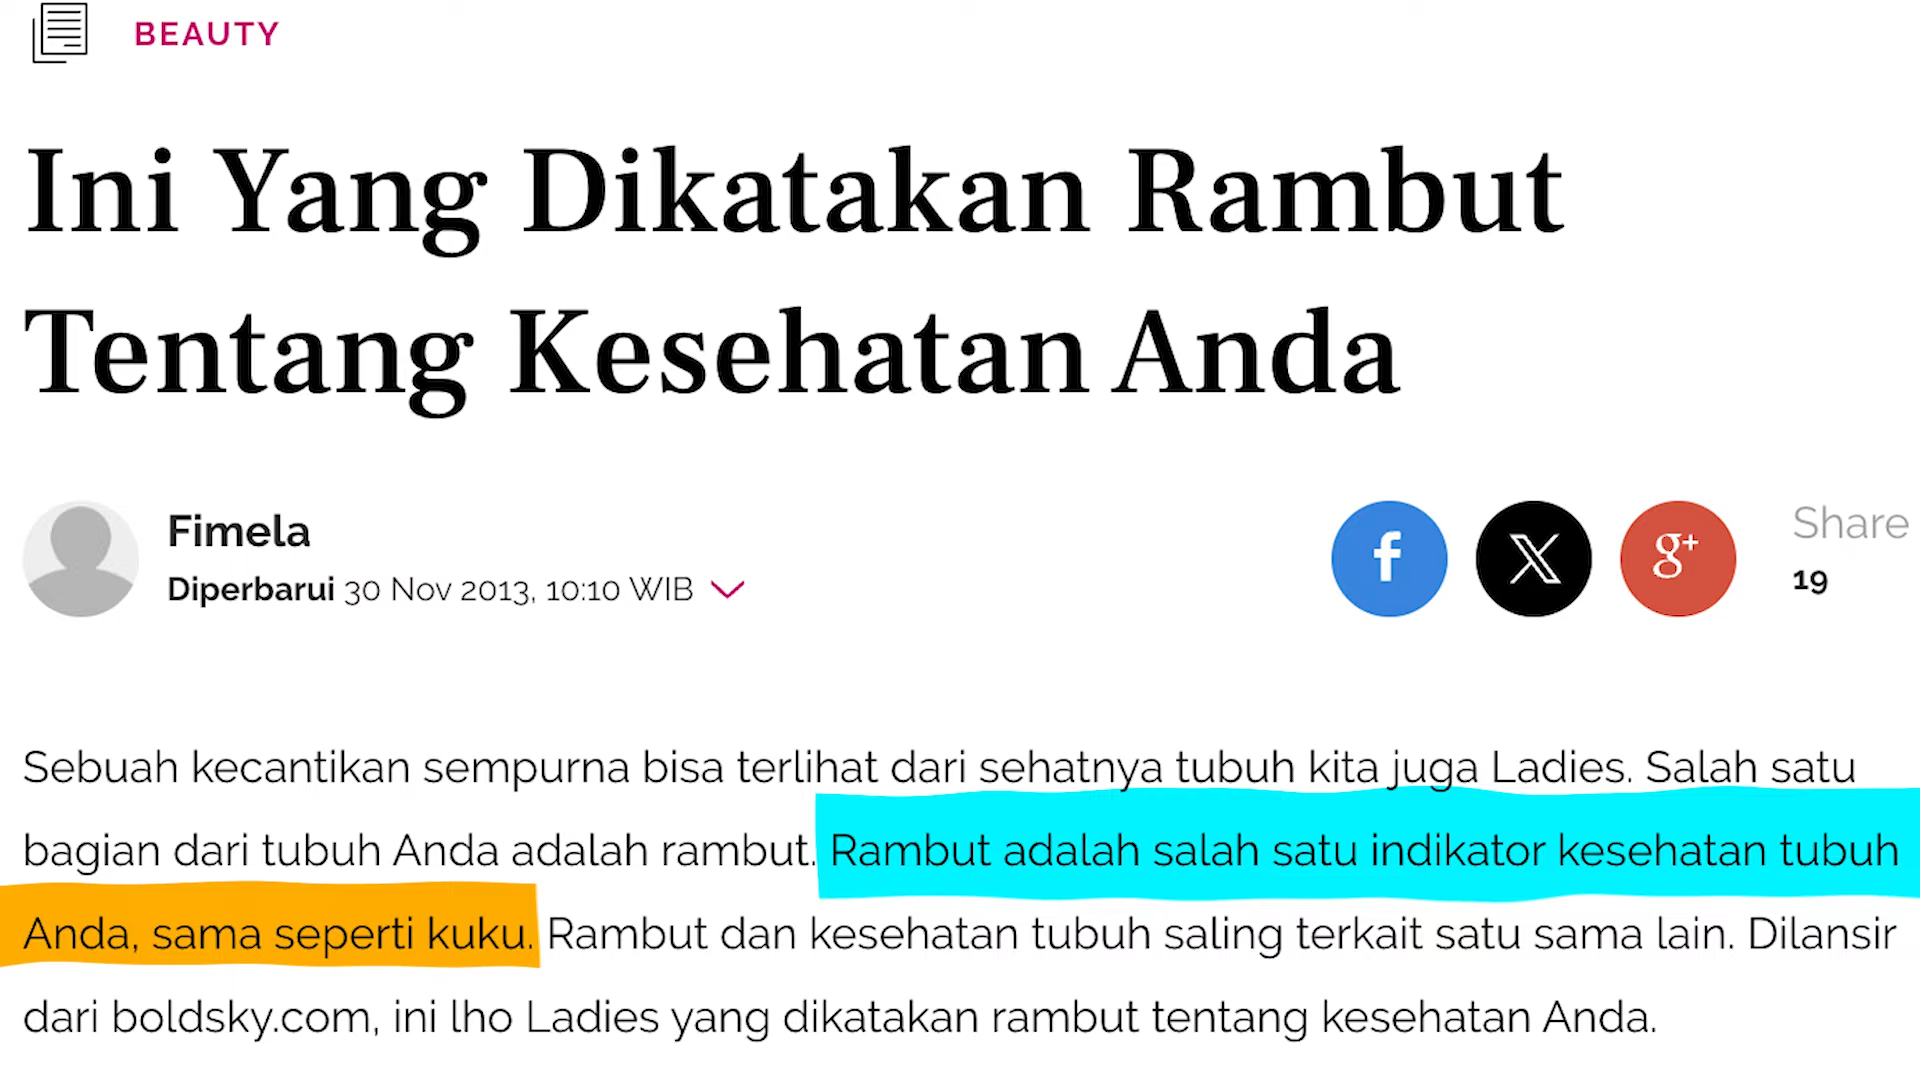 BEAUTY
Ini Yang Dikatakan Rambut
Tentang Kesehatan Anda
Fimela
Diperbarui 30 Nov 2013, 10:10 WIB
f X g+
Share
19
Sebuah kecantikan sempurna bisa terlihat dari sehatnya tubuh kita juga Ladies. Salah satu
bagian dari tubuh Anda adalah rambut. Rambut adalah salah satu indikator kesehatan tubuh
Anda, sama seperti kuku. Rambut dan kesehatan tubuh saling terkait satu sama lain. Dilansir
dari boldsky.com, ini lho Ladies yang dikatakan rambut tentang kesehatan Anda.